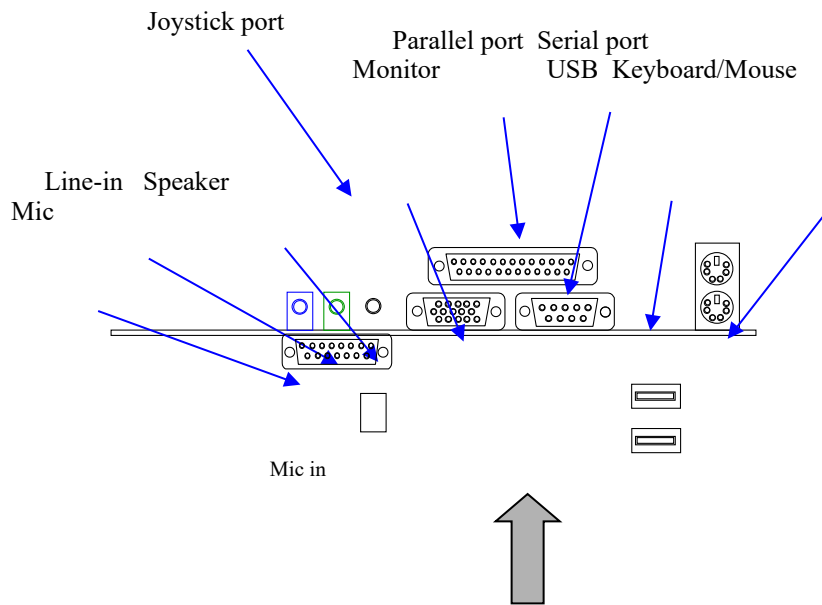 Joystick port
Parallel port Serial port
Monitor USB Keyboard/Mouse
Line-in Speaker
Mic
Mic in